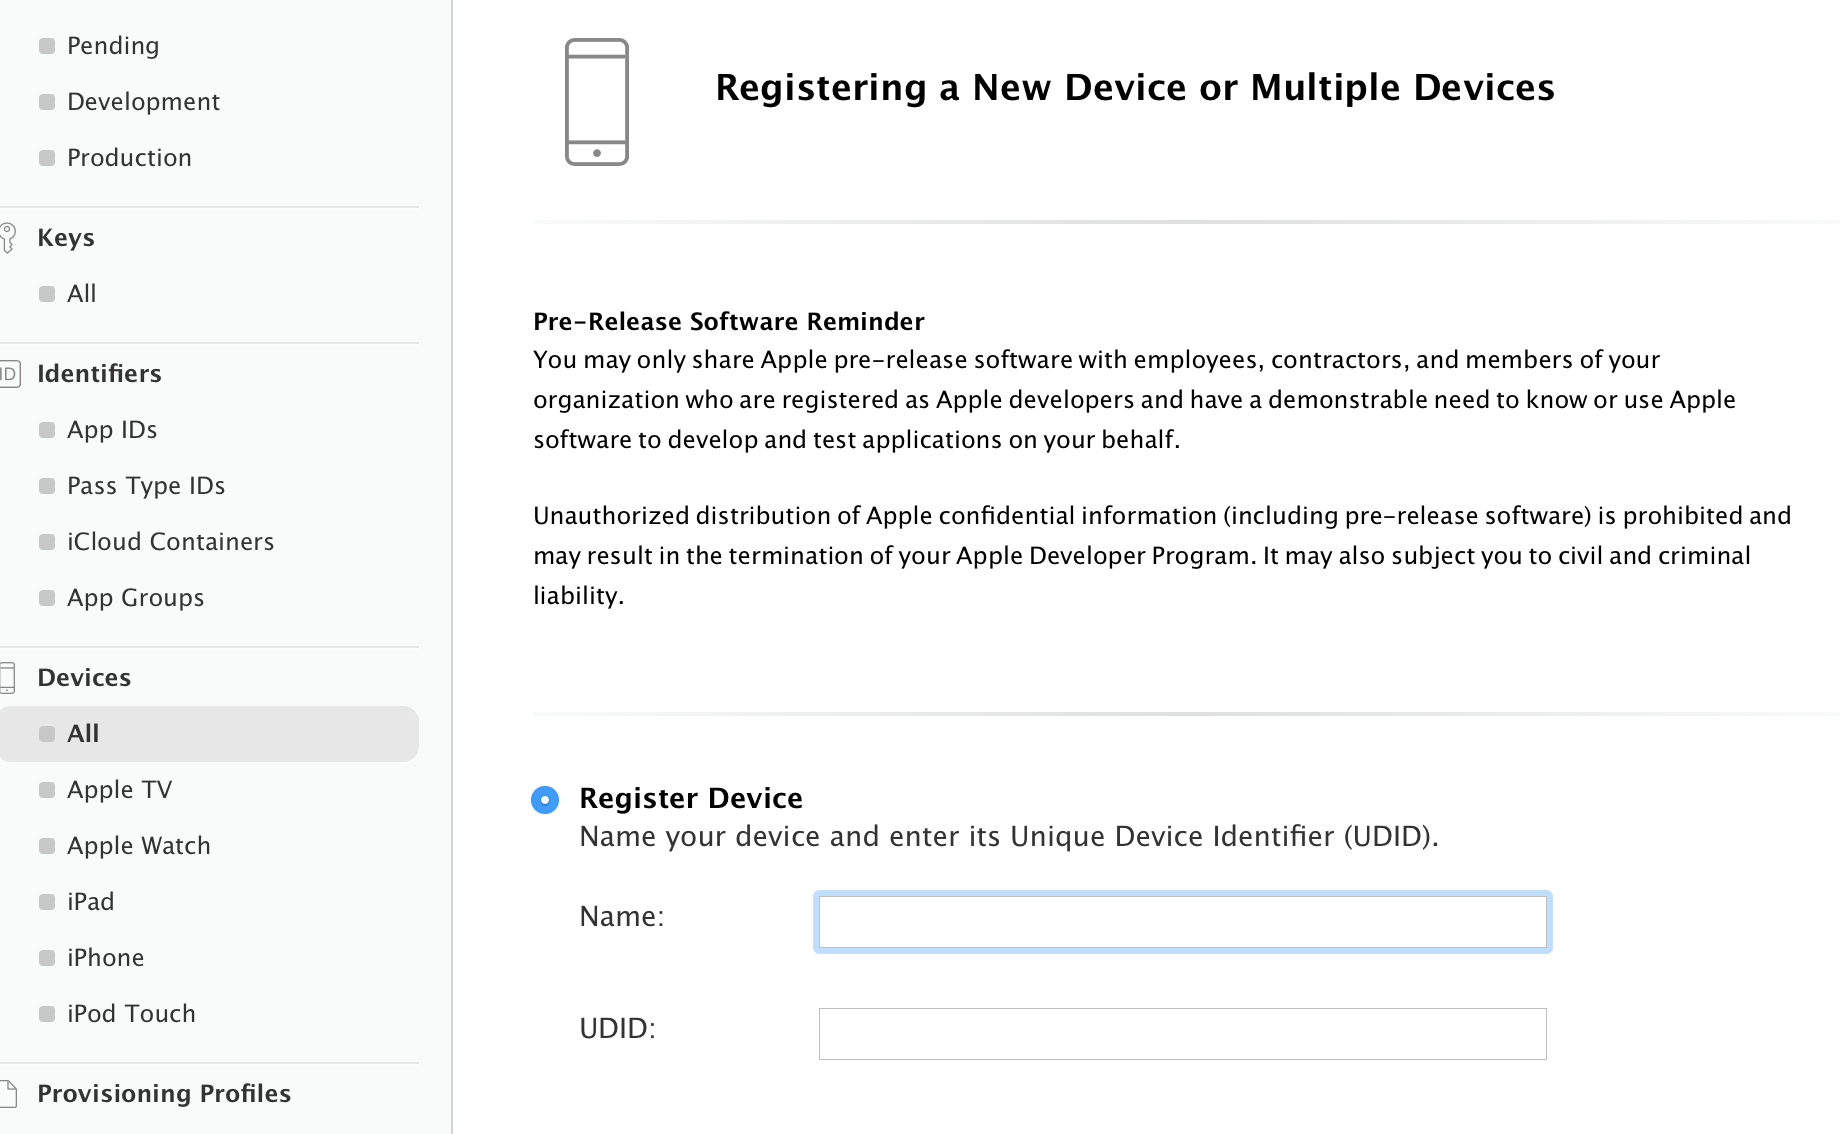 Pending
Development
Production
Keys
All
ID
Identifiers
App IDs
Pass Type IDs
iCloud Containers
App Groups
Devices
All
Apple TV
Apple Watch
iPad
iPhone
iPod Touch
Provisioning Profiles
Registering a New Device or Multiple Devices
Pre-Release Software Reminder
You may only share Apple pre-release software with employees, contractors, and members of your
organization who are registered as Apple developers and have a demonstrable need to know or use Apple
software to develop and test applications on your behalf.
Unauthorized distribution of Apple confidential information (including pre-release software) is prohibited and
may result in the termination of your Apple Developer Program. It may also subject you to civil and criminal
liability.
Register Device
Name your device and enter its Unique Device Identifier (UDID).
Name:
UDID: